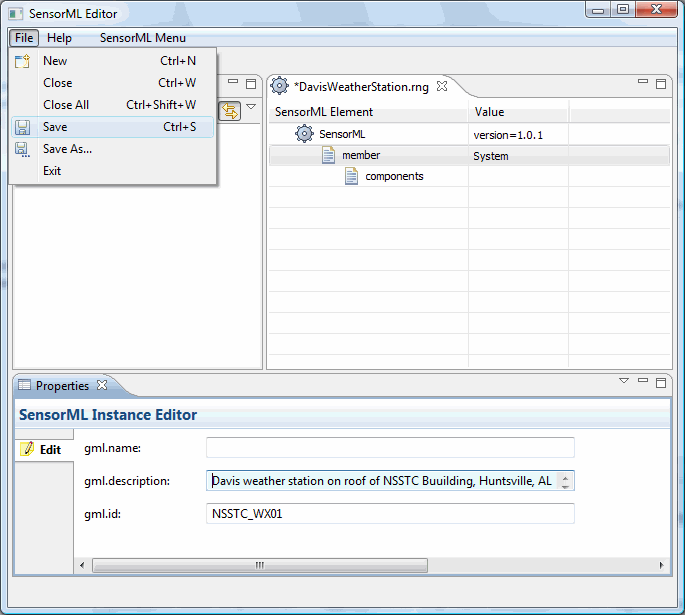 SensorML Editor
File Help SensorML Menu
New Ctrl+N
Close Ctrl+W
Close All Ctrl+Shift+W
Save Ctrl+S
Save As...
Exit
*DavisWeatherStation.rng
SensorML Element Value
SensorML version=1.0.1
member System
components
Properties
SensorML Instance Editor
Edit
gml.name:
gml.description: Davis weather station on roof of NSSTC Buuilding, Huntsville, AL
gml.id: NSSTC_WX01